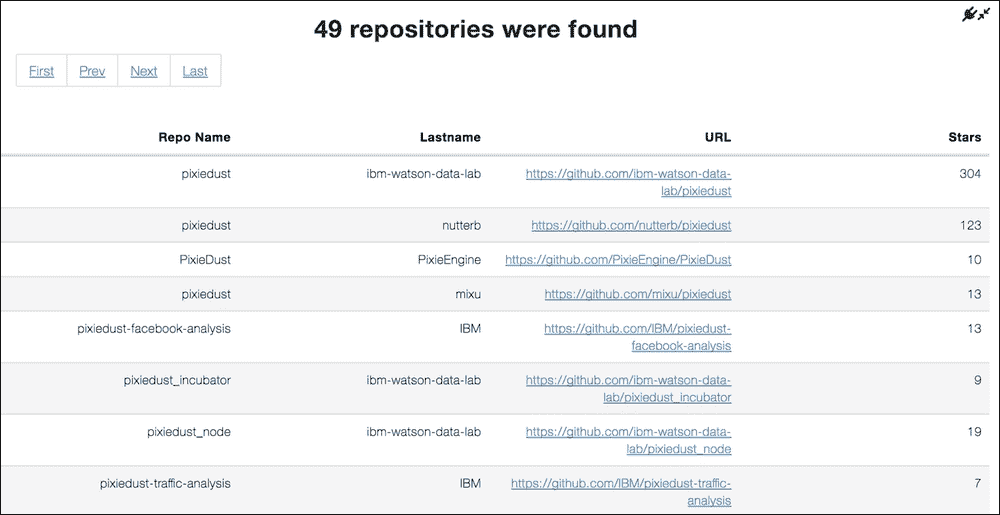 49 repositories were found
First Prev Next Last
Repo Name Lastname URL Stars
pixiedust ibm-watson-data-lab https://github.com/ibm-watson-data- 304
lab/pixiedust
pixiedust nutterb https://github.com/nutterb/pixiedust 123
PixieDust PixieEngine https://github.com/PixieEngine/PixieDust 10
pixiedust mixu https://github.com/mixu/pixiedust 13
pixiedust-facebook-analysis IBM https://github.com/IBM/pixiedust- 13
facebook-analysis
pixiedust_incubator ibm-watson-data-lab https://github.com/ibm-watson-data- 9
lab/pixiedust_incubator
pixiedust_node ibm-watson-data-lab https://github.com/ibm-watson-data- 19
lab/pixiedust_node
pixiedust-traffic-analysis IBM https://github.com/IBM/pixiedust-traffic- 7
analysis